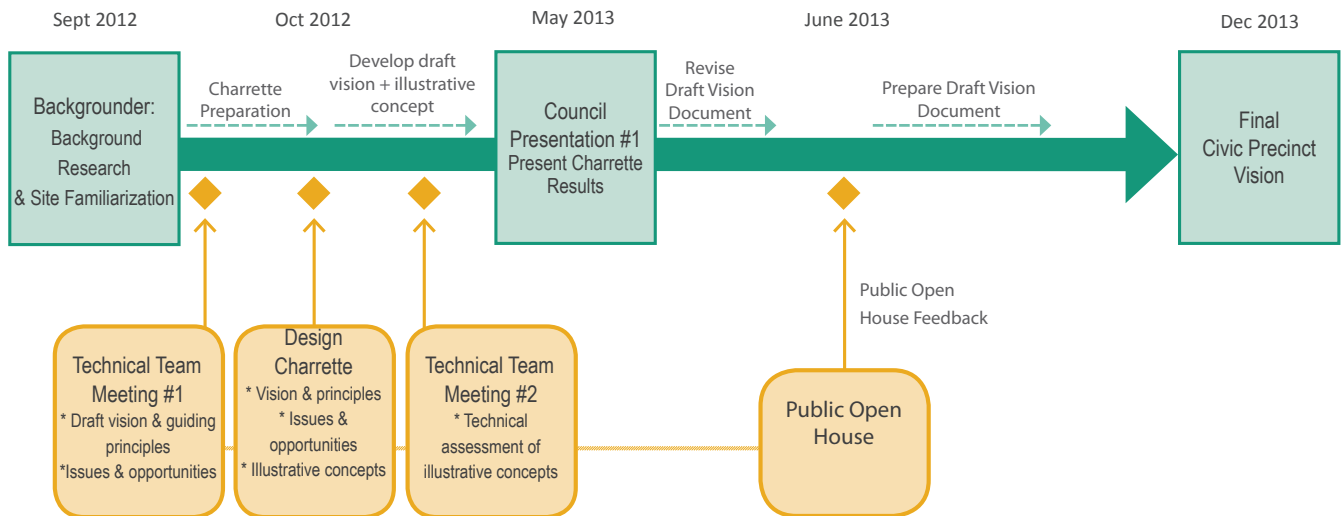 Sept 2012
Oct 2012
May 2013
June 2013
Dec 2013
Backgrounder:
Background
Research
& Site Familiarization
Charrette
Preparation
Develop draft
vision + illustrative
concept
Council
Presentation #1
Present Charrette
Results
Revise
Draft Vision
Document
Prepare Draft Vision
Document
Final
Civic Precinct
Vision
Technical Team
Meeting #1
* Draft vision & guiding
principles
*Issues & opportunities
Design
Charrette
* Vision & principles
* Issues &
opportunities
* Illustrative concepts
Technical Team
Meeting #2
* Technical
assessment of
illustrative concepts
Public Open
House Feedback
Public Open
House